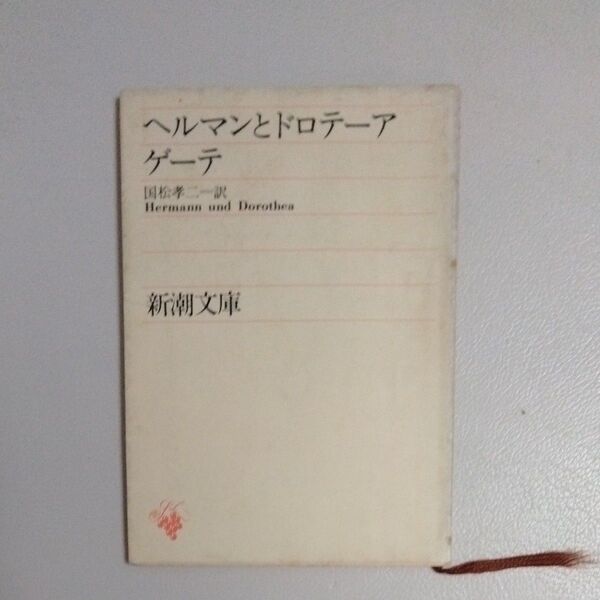 ヘルマンとドロテーア
ゲーテ
国松孝二訳
Hermann und Dorothea
新潮文庫